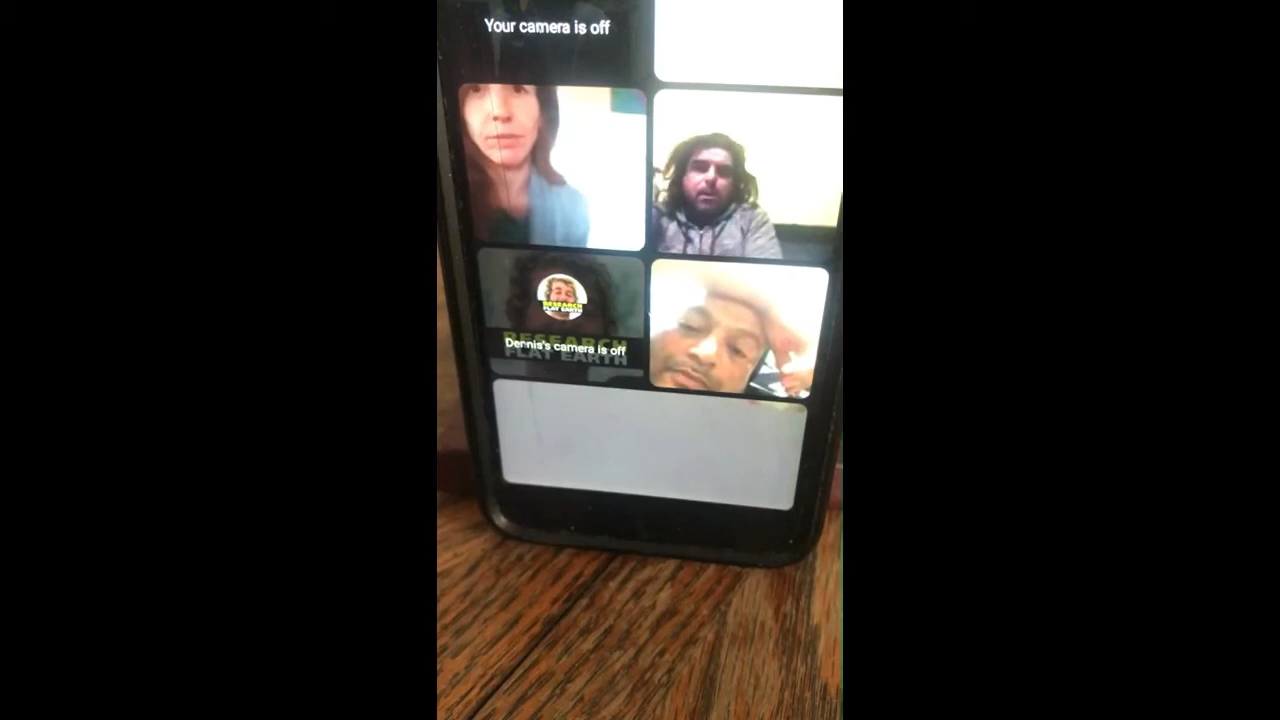 Your camera is off
RESEARCH
FLAT EARTH
RESEARCH
Dennis's camera is off
FLAT EARTH